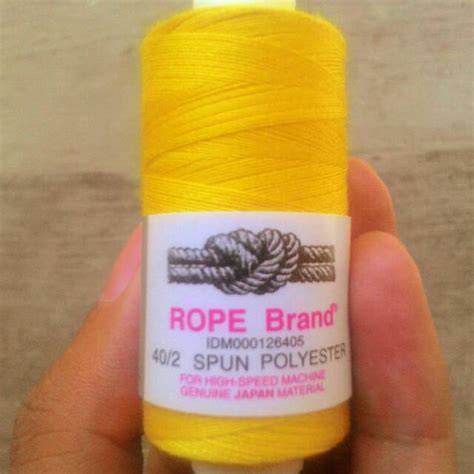 ROPE Brand®
IDM000126405
40/2 SPUN POLYESTER
FOR HIGH-SPEED MACHINE
GENUINE JAPAN MATERIAL